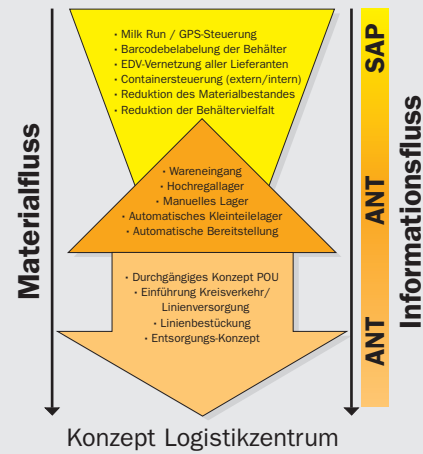 • Milk Run / GPS-Steuerung
• Barcodebelabelung der Behälter
• EDV-Vernetzung aller Lieferanten
• Containersteuerung (extern/intern)
• Reduktion des Materialbestandes
• Reduktion der Behältervielfalt
• Wareneingang
• Hochregallager
• Manuelles Lager
• Automatisches Kleinteilelager
• Automatische Bereitstellung
• Durchgängiges Konzept POU
• Einführung Kreisverkehr/
Linienversorgung
• Linienbestückung
• Entsorgungs-Konzept
Materialfluss
SAP
ANT
ANT
Informationsfluss
Konzept Logistikzentrum